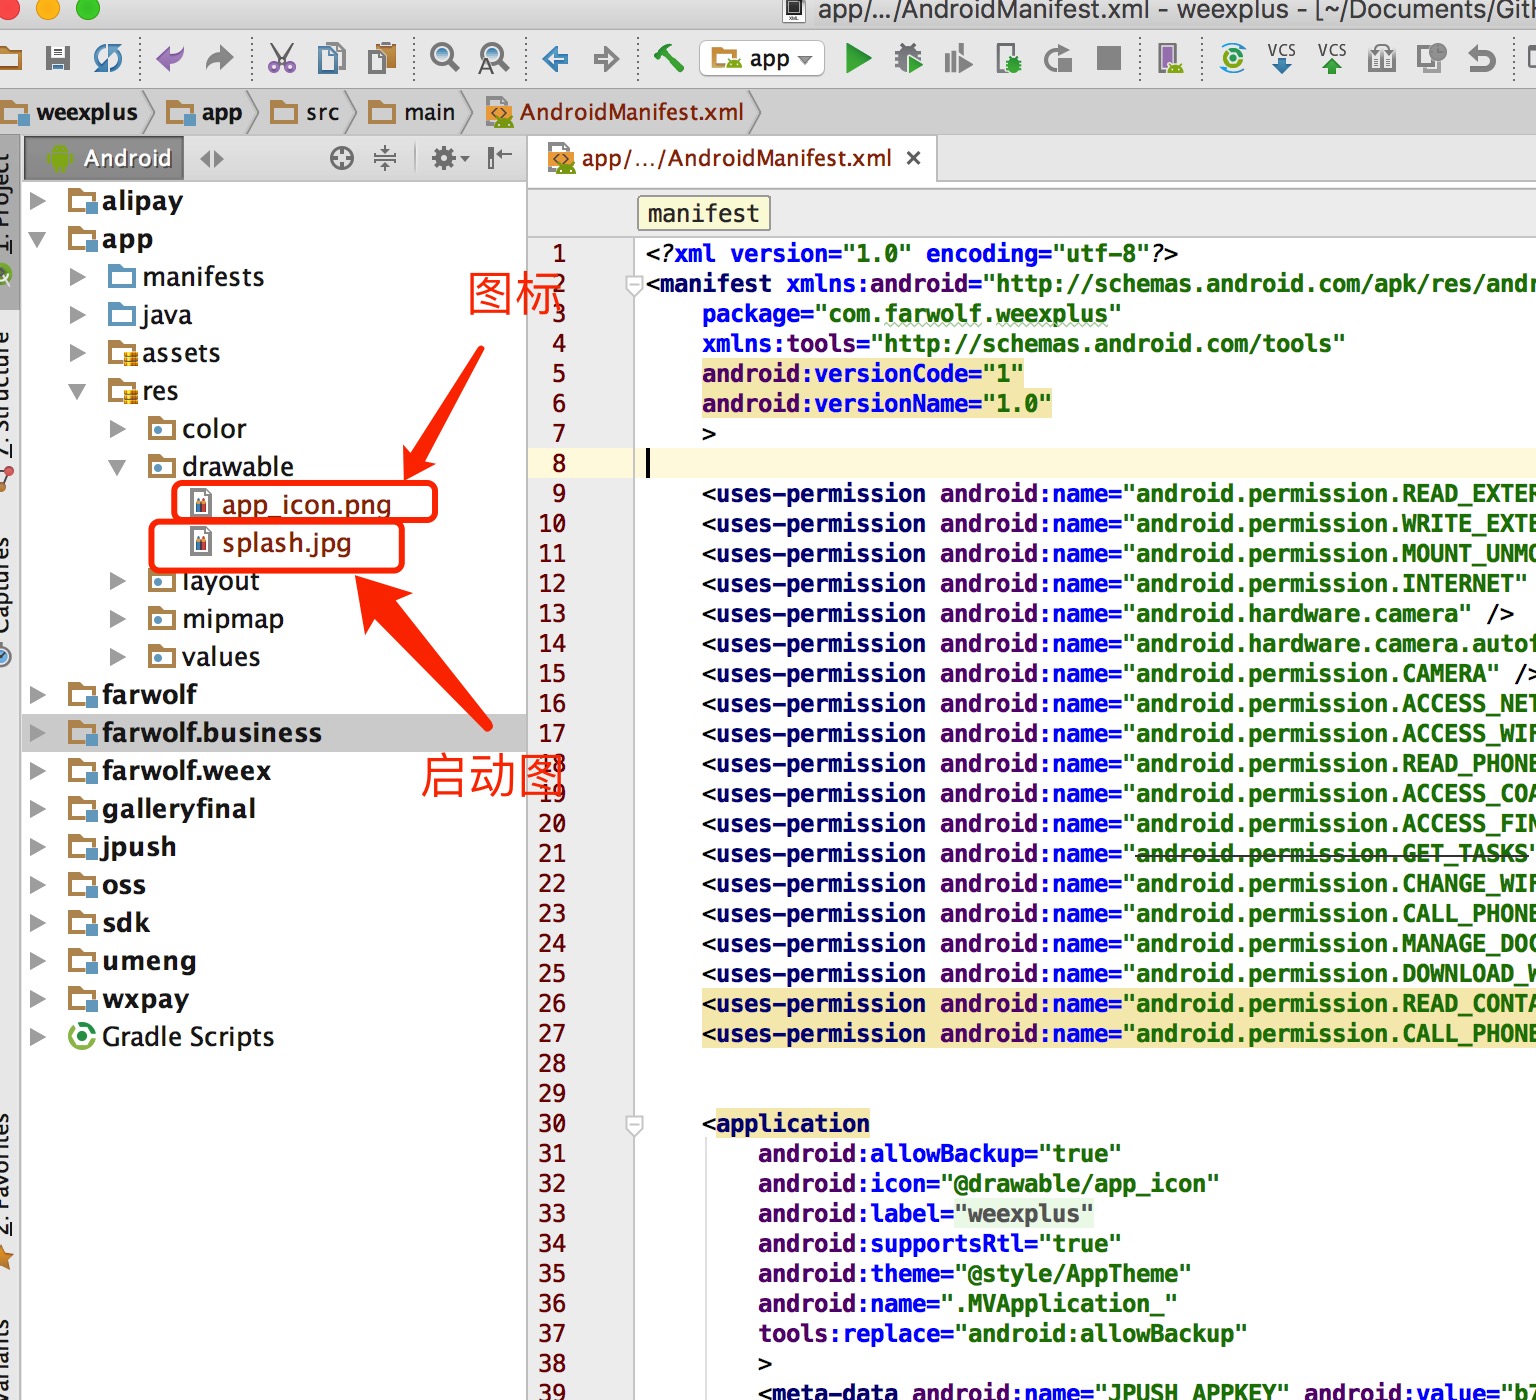 app/.../AndroidManifest.xml - weexplus - [~/Documents/GitH
app
VCS
VCS
weexplus
app
src
main
AndroidManifest.xml
Android
app/.../AndroidManifest.xml
1: Project
7: Structure
Captures
2: Favorites
alipay
app
manifests
java
assets
res
color
drawable
app_icon.png
splash.jpg
layout
mipmap
values
farwolf
farwolf.business
farwolf.weex
galleryfinal
jpush
oss
sdk
umeng
wxpay
Gradle Scripts
图标
启动图
manifest
1 <?xml version="1.0" encoding="utf-8"?>
2 <manifest xmlns:android="http://schemas.android.com/apk/res/andr
3 package="com.farwolf.weexplus"
4 xmlns:tools="http://schemas.android.com/tools"
5 android:versionCode="1"
6 android:versionName="1.0"
7 >
8
9 <uses-permission android:name="android.permission.READ_EXTER
10 <uses-permission android:name="android.permission.WRITE_EXTE
11 <uses-permission android:name="android.permission.MOUNT_UNMO
12 <uses-permission android:name="android.permission.INTERNET"
13 <uses-permission android:name="android.hardware.camera" />
14 <uses-permission android:name="android.hardware.camera.autof
15 <uses-permission android:name="android.permission.CAMERA" />
16 <uses-permission android:name="android.permission.ACCESS_NET
17 <uses-permission android:name="android.permission.ACCESS_WIF
18 <uses-permission android:name="android.permission.READ_PHONE
19 <uses-permission android:name="android.permission.ACCESS_COA
20 <uses-permission android:name="android.permission.ACCESS_FIN
21 <uses-permission android:name="android.permission.GET_TASKS"
22 <uses-permission android:name="android.permission.CHANGE_WIF
23 <uses-permission android:name="android.permission.CALL_PHONE
24 <uses-permission android:name="android.permission.MANAGE_DOC
25 <uses-permission android:name="android.permission.DOWNLOAD_W
26 <uses-permission android:name="android.permission.READ_CONTA
27 <uses-permission android:name="android.permission.CALL_PHONE
28
29
30 <application
31 android:allowBackup="true"
32 android:icon="@drawable/app_icon"
33 android:label="weexplus"
34 android:supportsRtl="true"
35 android:theme="@style/AppTheme"
36 android:name=".MVApplication_"
37 tools:replace="android:allowBackup"
38 >
39 <meta-data android:name="JPUSH_APPKEY" android:value="b7